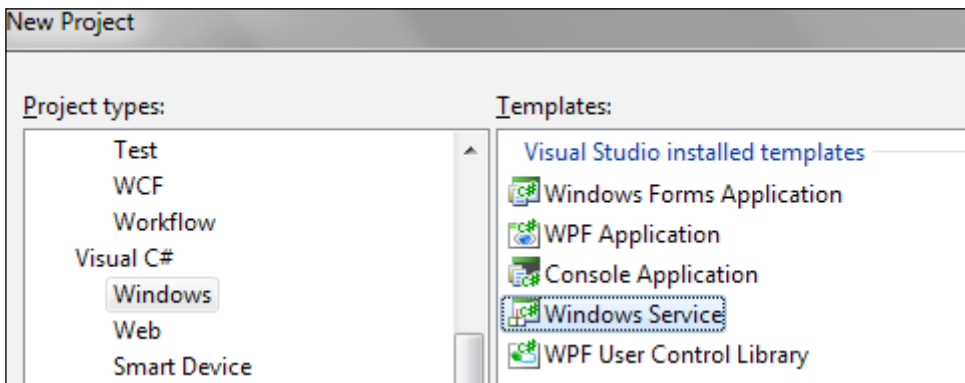 New Project
Project types:
Test
WCF
Workflow
Visual C#
Windows
Web
Smart Device
Templates:
Visual Studio installed templates
Windows Forms Application
WPF Application
Console Application
Windows Service
WPF User Control Library